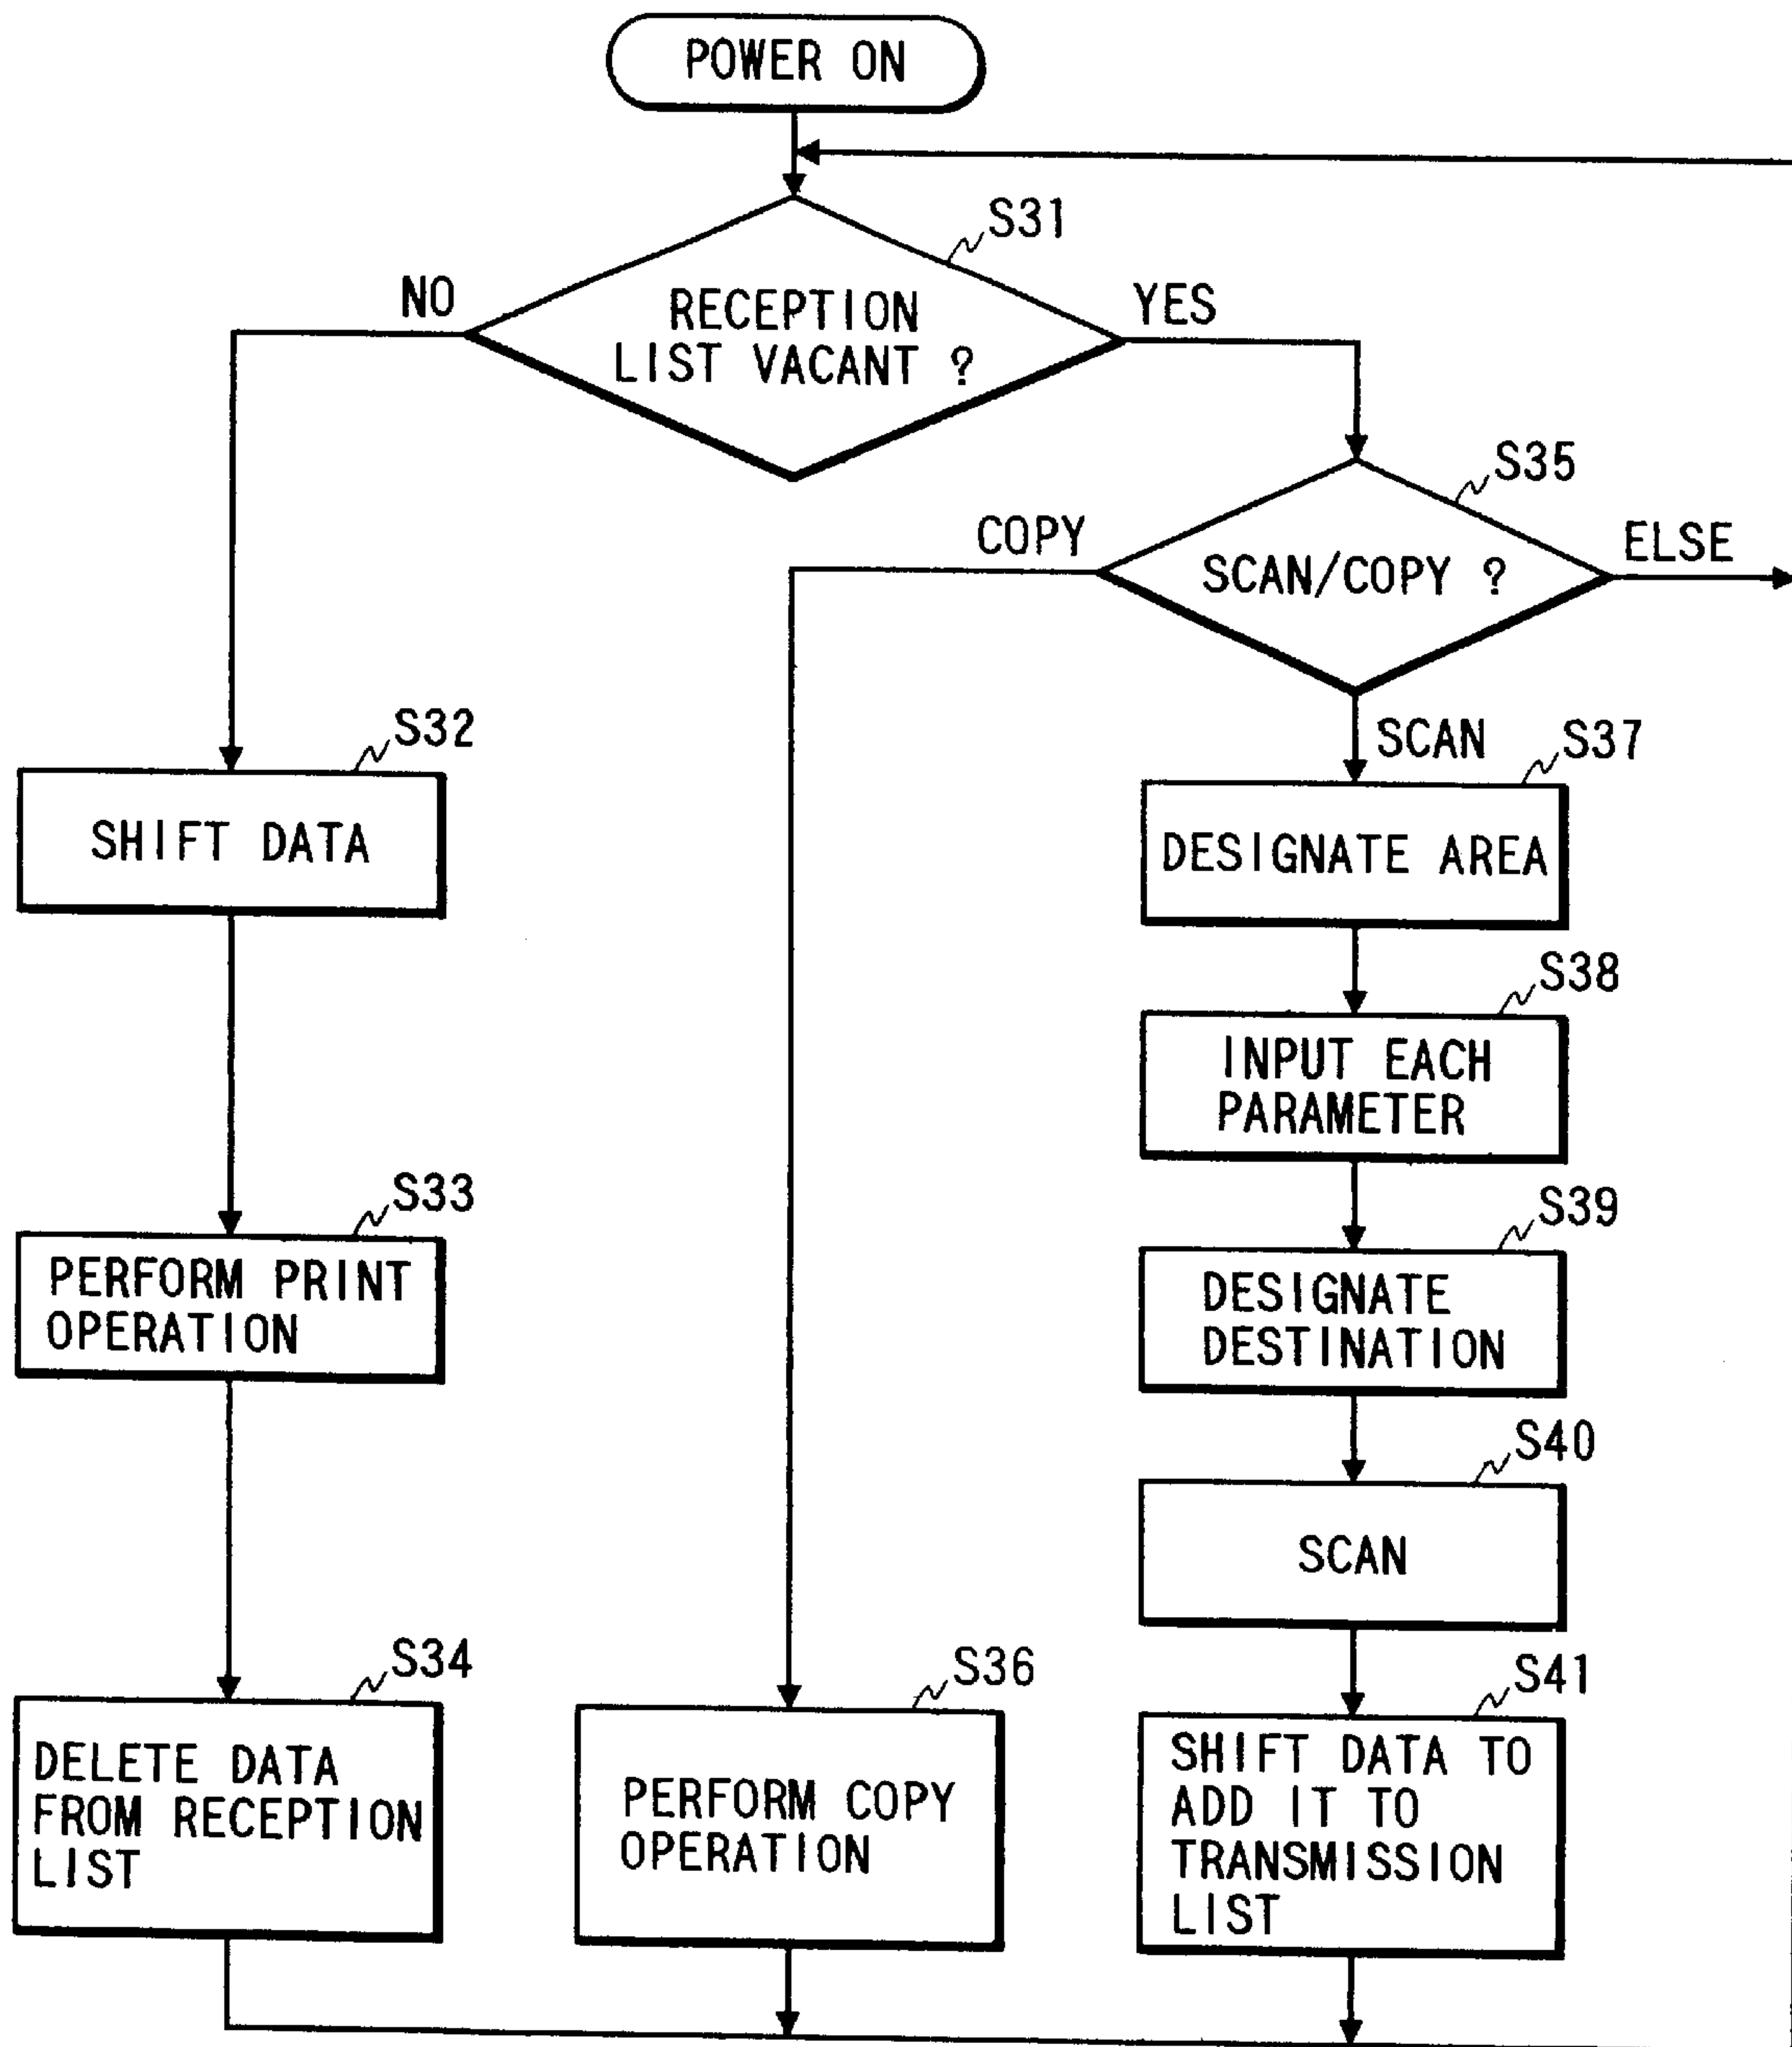 POWER ON
S31
NO
RECEPTION
LIST VACANT ?
YES
S35
COPY
SCAN/COPY ?
ELSE
S32
SHIFT DATA
SCAN
S37
DESIGNATE AREA
S38
INPUT EACH
PARAMETER
S33
PERFORM PRINT
OPERATION
S39
DESIGNATE
DESTINATION
S40
SCAN
S34
DELETE DATA
FROM RECEPTION
LIST
S36
PERFORM COPY
OPERATION
S41
SHIFT DATA TO
ADD IT TO
TRANSMISSION
LIST